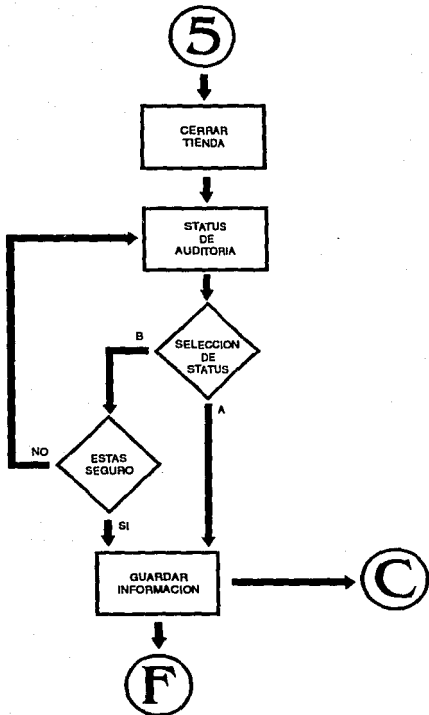 5
CERRAR
TIENDA
STATUS
DE
AUDITORIA
B
SELECCION
DE
STATUS
A
NO
ESTAS
SEGURO
SI
GUARDAR
INFORMACION
C
F